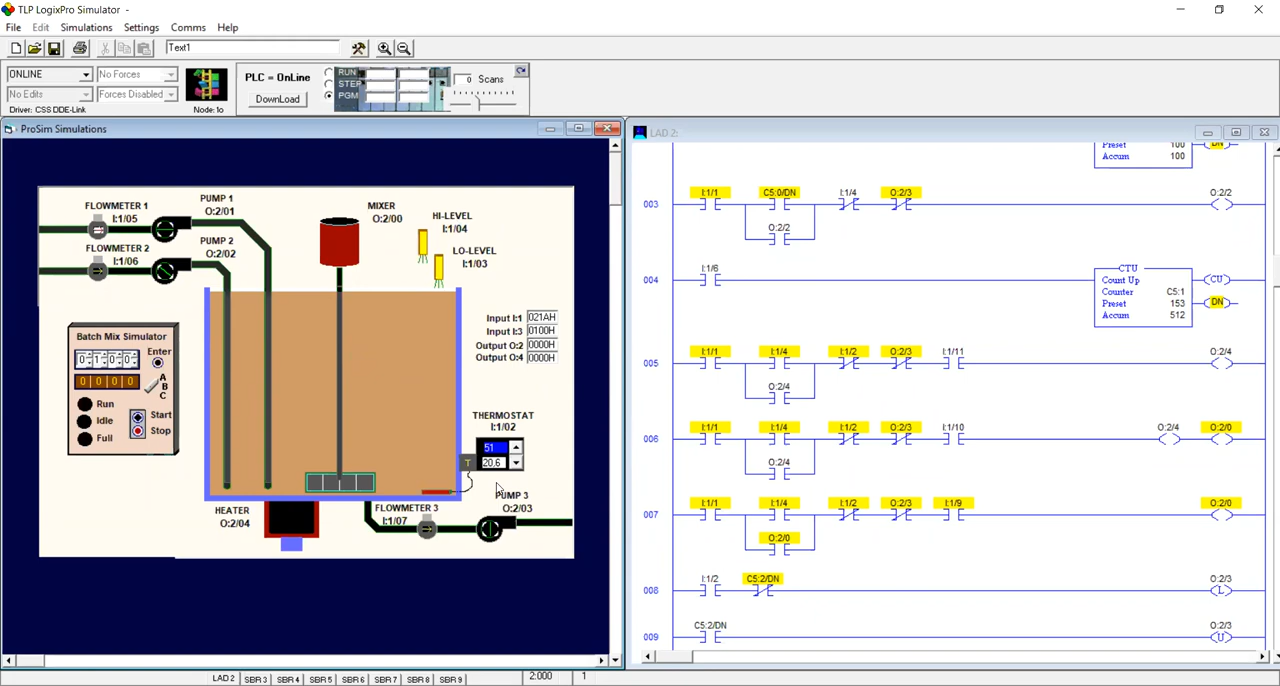 TLP LogixPro Simulator -
File Edit Simulations Settings Comms Help
Text1
ONLINE No Forces
No Edits Forces Disabled
Driver: CSS DDE-Link Node: 1o
PLC = OnLine
DownLoad
RUN
STEP
PGM
0 Scans
ProSim Simulations
FLOWMETER 1
I:1/05
PUMP 1
O:2/01
FLOWMETER 2
I:1/06
PUMP 2
O:2/02
MIXER
O:2/00
HI-LEVEL
I:1/04
LO-LEVEL
I:1/03
Input I:1 021AH
Input I:3 0100H
Output O:2 0000H
Output O:4 0000H
Batch Mix Simulator
0 1 0 0
Enter
0 0 0 0
A
B
C
Run
Idle
Full
Start
Stop
THERMOSTAT
I:1/02
51
T 20,6
HEATER
O:2/04
FLOWMETER 3
I:1/07
PUMP 3
O:2/03
LAD 2:
Preset 100 DN
Accum 100
003 I:1/1 C5:0/DN I:1/4 O:2/3 O:2/2
O:2/2
004 I:1/6
CTU
Count Up CU
Counter C5:1
Preset 153 DN
Accum 512
005 I:1/1 I:1/4 I:1/2 O:2/3 I:1/11 O:2/4
O:2/4
006 I:1/1 I:1/4 I:1/2 O:2/3 I:1/10 O:2/4 O:2/0
O:2/4
007 I:1/1 I:1/4 I:1/2 O:2/3 I:1/9 O:2/0
O:2/0
008 I:1/2 C5:2/DN O:2/3
L
009 C5:2/DN O:2/3
U
LAD 2 SBR 3 SBR 4 SBR 5 SBR 6 SBR 7 SBR 8 SBR 9 2:000 1